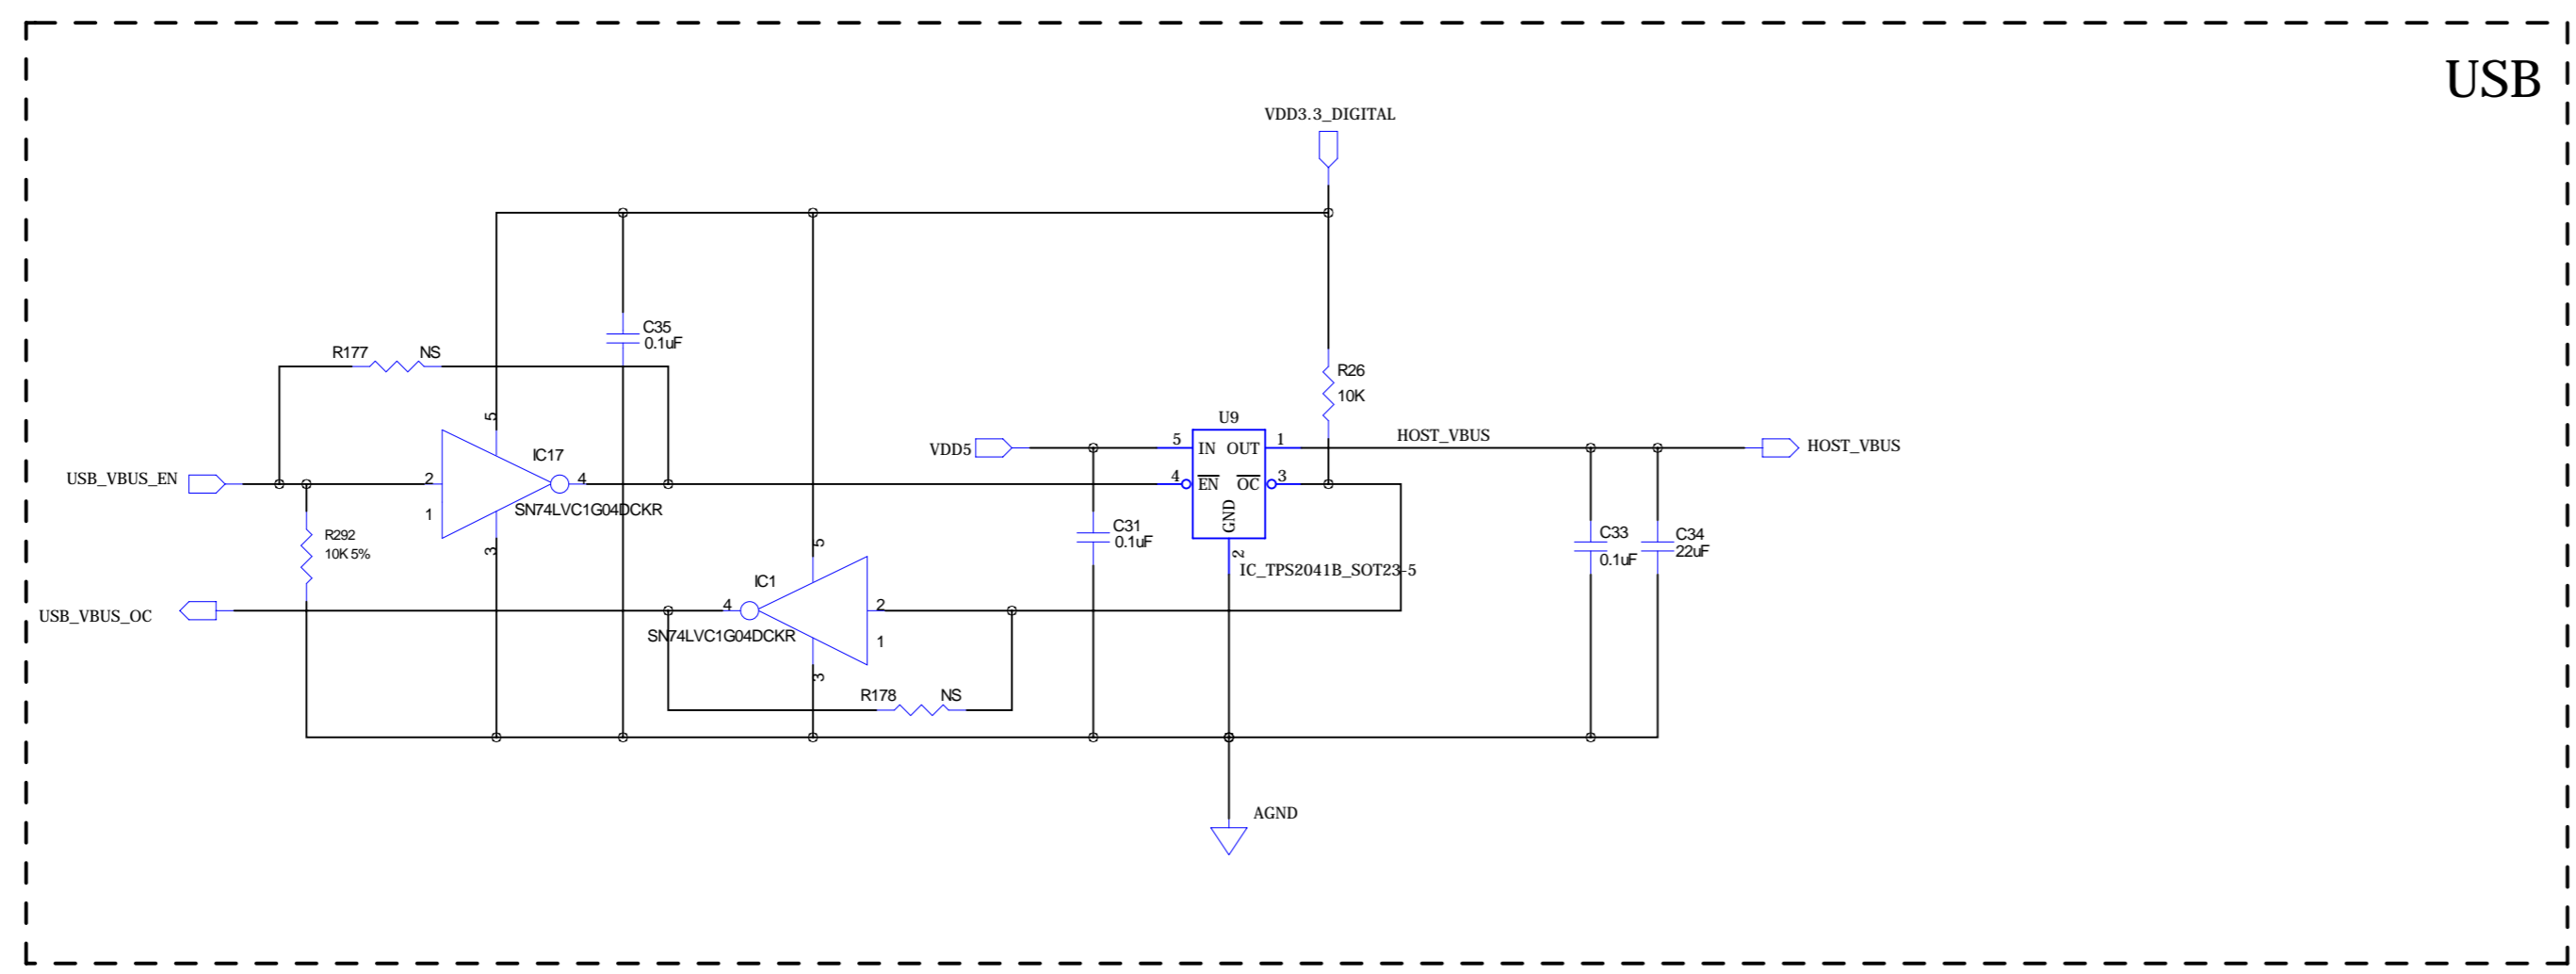 USB
VDD3.3_DIGITAL
C35
0.1uF
R177 NS
R26
10K
5
U9
VDD5
5 IN OUT 1
HOST_VBUS
HOST_VBUS
IC17
USB_VBUS_EN
2
4
4 EN OC 3
GND
1
SN74LVC1G04DCKR
R292
10K 5%
3
5
C31
0.1uF
2
C33
0.1uF
C34
22uF
IC_TPS2041B_SOT23-5
IC1
USB_VBUS_OC
4
2
SN74LVC1G04DCKR
1
3
R178 NS
AGND